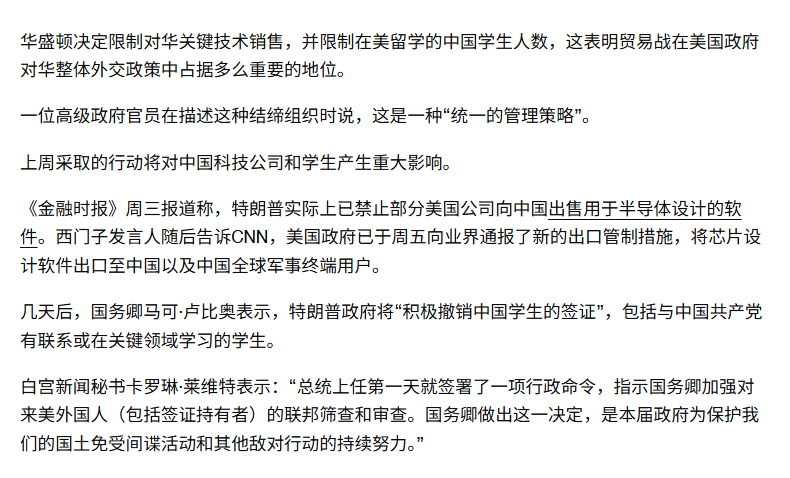 华盛顿决定限制对华关键技术销售，并限制在美留学的中国学生人数，这表明贸易战在美国政府
对华整体外交政策中占据多么重要的地位。
一位高级政府官员在描述这种结缔组织时说，这是一种“统一的管理策略”。
上周采取的行动将对中国科技公司和学生产生重大影响。
《金融时报》周三报道称，特朗普实际上已禁止部分美国公司向中国出售用于半导体设计的软
件。西门子发言人随后告诉CNN，美国政府已于周五向业界通报了新的出口管制措施，将芯片设
计软件出口至中国以及中国全球军事终端用户。
几天后，国务卿马可·卢比奥表示，特朗普政府将“积极撤销中国学生的签证”，包括与中国共产党
有联系或在关键领域学习的学生。
白宫新闻秘书卡罗琳·莱维特表示：“总统上任第一天就签署了一项行政命令，指示国务卿加强对
来美外国人（包括签证持有者）的联邦筛查和审查。国务卿做出这一决定，是本届政府为保护我
们的国土免受间谍活动和其他敌对行动的持续努力。”